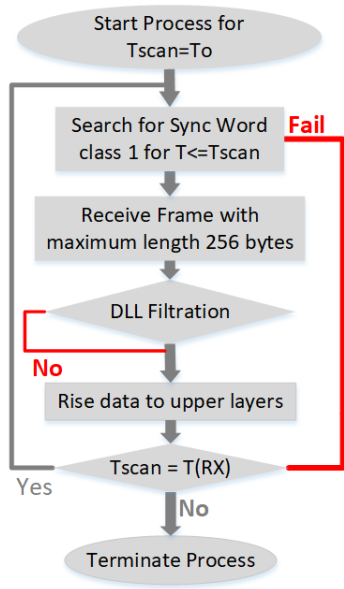 Start Process for
Tscan=To
Search for Sync Word
class 1 for T<=Tscan
Fail
Receive Frame with
maximum length 256 bytes
DLL Filtration
No
Rise data to upper layers
Tscan = T(RX)
Yes
No
Terminate Process